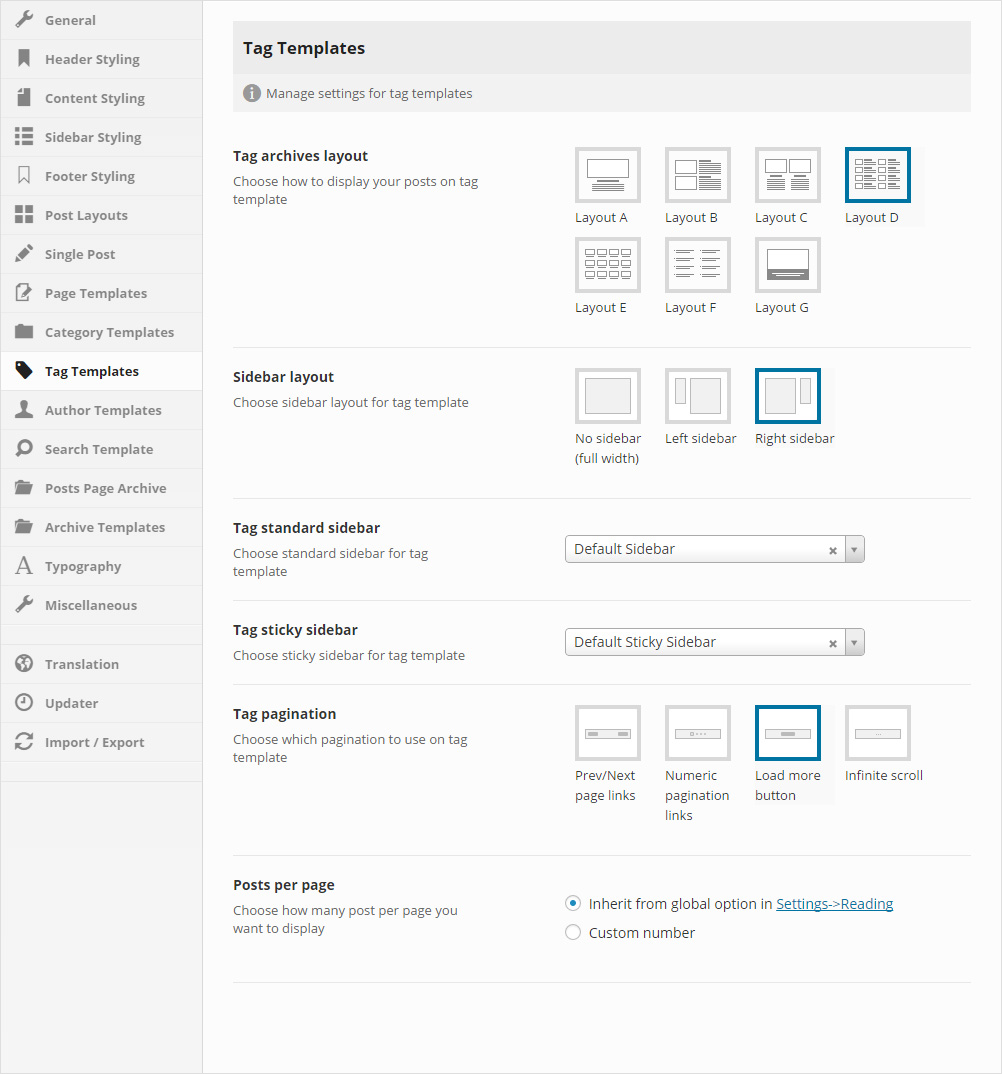 General
Header Styling
Content Styling
Sidebar Styling
Footer Styling
Post Layouts
Single Post
Page Templates
Category Templates
Tag Templates
Author Templates
Search Template
Posts Page Archive
Archive Templates
Typography
Miscellaneous
Translation
Updater
Import / Export
Tag Templates
Manage settings for tag templates
Tag archives layout
Choose how to display your posts on tag
template
Layout A
Layout B
Layout C
Layout D
Layout E
Layout F
Layout G
Sidebar layout
Choose sidebar layout for tag template
No sidebar
(full width)
Left sidebar
Right sidebar
Tag standard sidebar
Choose standard sidebar for tag
template
Default Sidebar
Tag sticky sidebar
Choose sticky sidebar for tag template
Default Sticky Sidebar
Tag pagination
Choose which pagination to use on tag
template
Prev/Next
page links
Numeric
pagination
links
Load more
button
Infinite scroll
Posts per page
Choose how many post per page you
want to display
Inherit from global option in Settings->Reading
Custom number